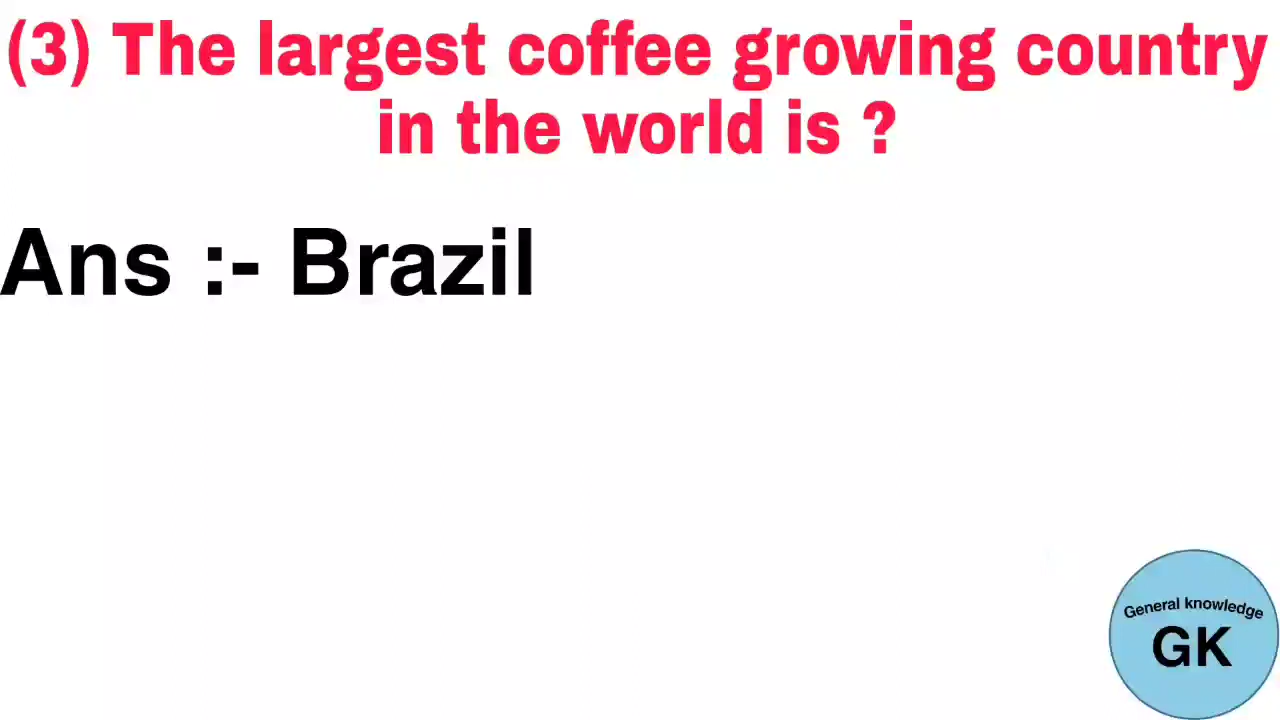 (3) The largest coffee growing country
in the world is ?
Ans :- Brazil
General knowledge
GK